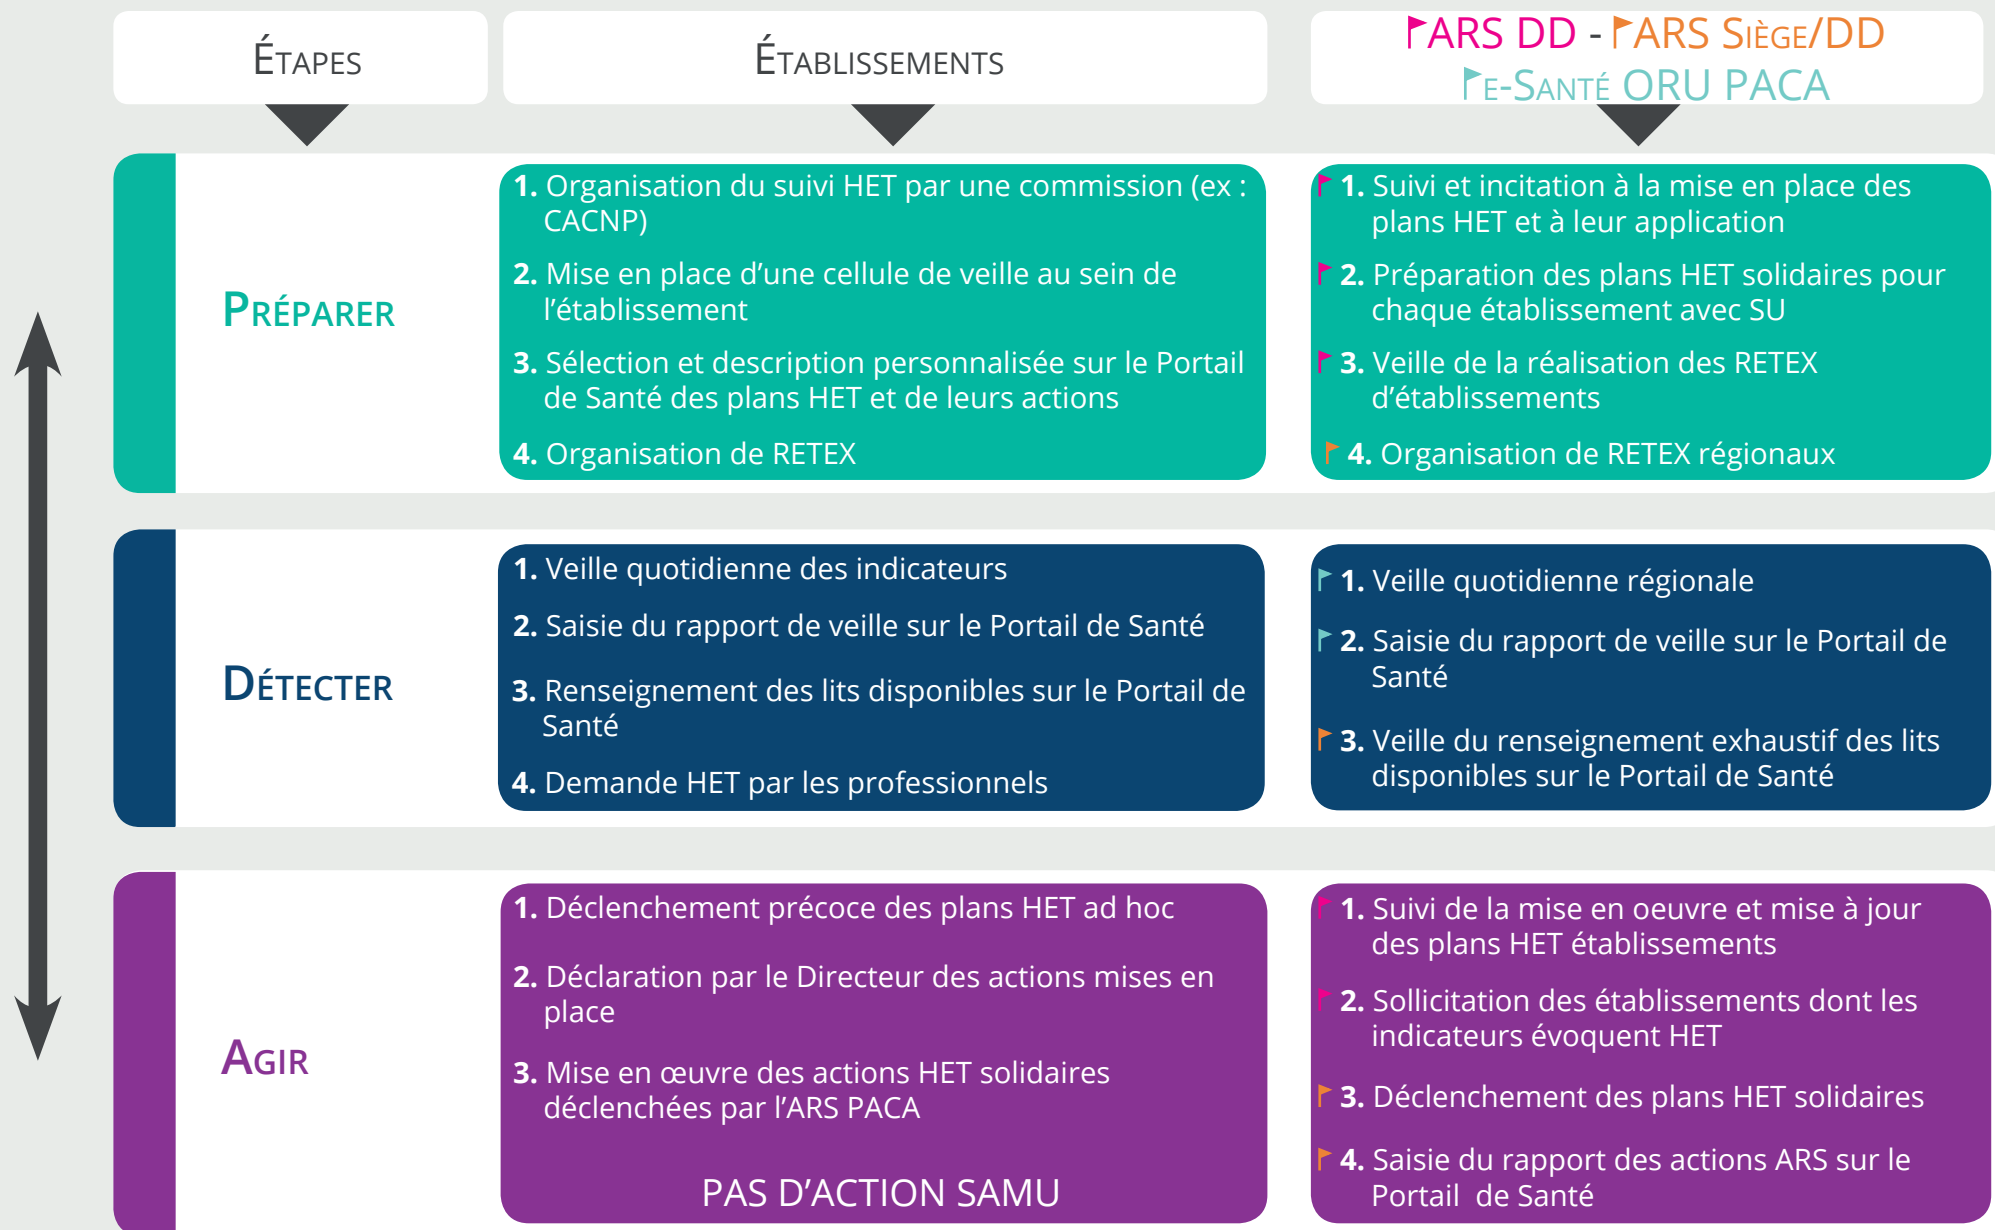 Étapes
Établissements
ARS DD - ARS Siège/DD
e-Santé ORU PACA
Préparer
1. Organisation du suivi HET par une commission (ex :
CACNP)
2. Mise en place d’une cellule de veille au sein de
l’établissement
3. Sélection et description personnalisée sur le Portail
de Santé des plans HET et de leurs actions
4. Organisation de RETEX
1. Suivi et incitation à la mise en place des
plans HET et à leur application
2. Préparation des plans HET solidaires pour
chaque établissement avec SU
3. Veille de la réalisation des RETEX
d’établissements
4. Organisation de RETEX régionaux
Détecter
1. Veille quotidienne des indicateurs
2. Saisie du rapport de veille sur le Portail de Santé
3. Renseignement des lits disponibles sur le Portail de
Santé
4. Demande HET par les professionnels
1. Veille quotidienne régionale
2. Saisie du rapport de veille sur le Portail de
Santé
3. Veille du renseignement exhaustif des lits
disponibles sur le Portail de Santé
Agir
1. Déclenchement précoce des plans HET ad hoc
2. Déclaration par le Directeur des actions mises en
place
3. Mise en œuvre des actions HET solidaires
déclenchées par l’ARS PACA
PAS D’ACTION SAMU
1. Suivi de la mise en oeuvre et mise à jour
des plans HET établissements
2. Sollicitation des établissements dont les
indicateurs évoquent HET
3. Déclenchement des plans HET solidaires
4. Saisie du rapport des actions ARS sur le
Portail de Santé